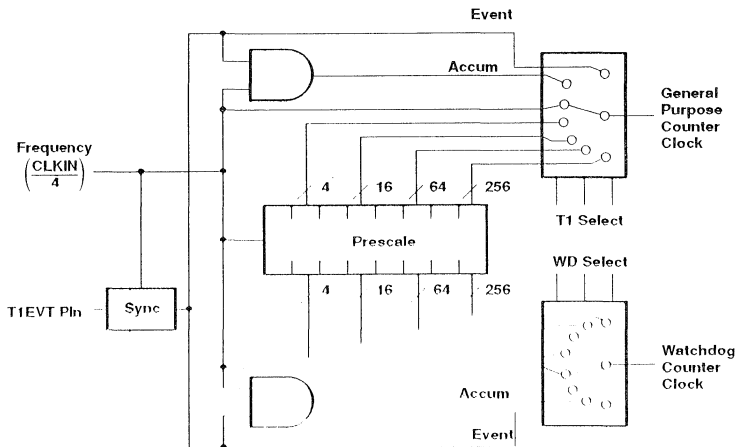 Event
Accum
General
Purpose
Counter
Clock
Frequency
(CLKIN/4)
/4 /16 /64 /256
T1 Select
Prescale
WD Select
/4 /16 /64 /256
T1EVT Pin
Sync
Watchdog
Counter
Clock
Accum
Event